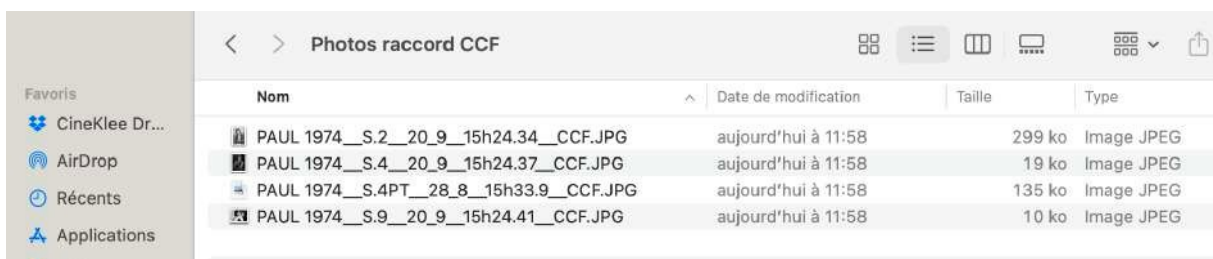 Photos raccord CCF
Favoris
CineKlee Dr...
AirDrop
Récents
Applications
Nom Date de modification Taille Type
PAUL 1974__S.2__20_9__15h24.34__CCF.JPG aujourd'hui à 11:58 299 ko Image JPEG
PAUL 1974__S.4__20_9__15h24.37__CCF.JPG aujourd'hui à 11:58 19 ko Image JPEG
PAUL 1974__S.4PT__28_8__15h33.9__CCF.JPG aujourd'hui à 11:58 135 ko Image JPEG
PAUL 1974__S.9__20_9__15h24.41__CCF.JPG aujourd'hui à 11:58 10 ko Image JPEG